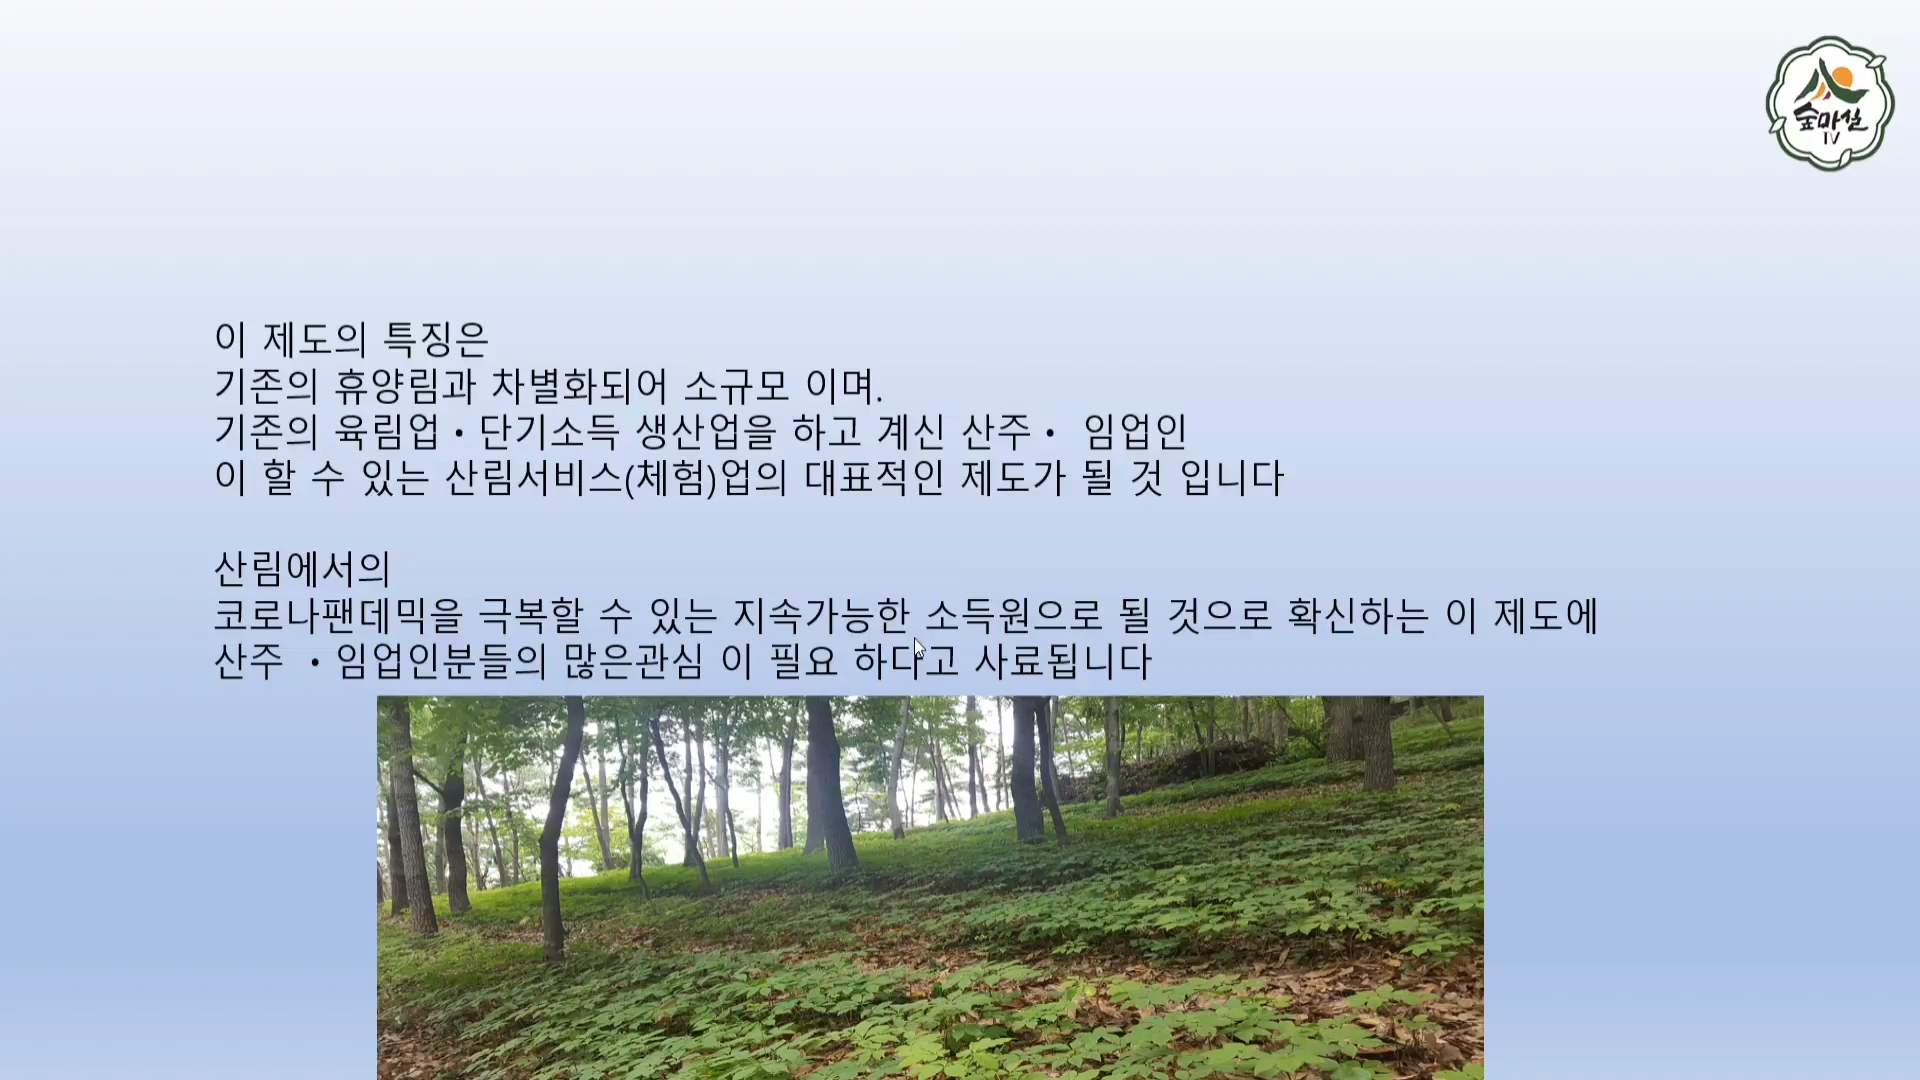 숲마실
TV
이 제도의 특징은
기존의 휴양림과 차별화되어 소규모 이며.
기존의 육림업·단기소득 생산업을 하고 계신 산주· 임업인
이 할 수 있는 산림서비스(체험)업의 대표적인 제도가 될 것 입니다
산림에서의
코로나팬데믹을 극복할 수 있는 지속가능한 소득원으로 될 것으로 확신하는 이 제도에
산주 ·임업인분들의 많은관심 이 필요 하다고 사료됩니다